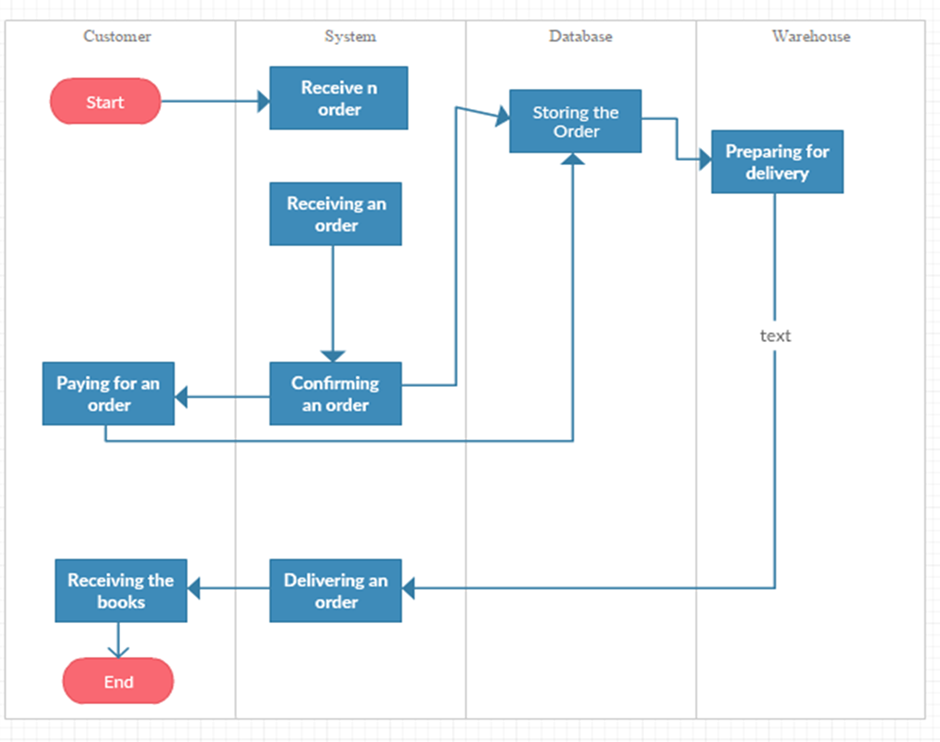 Customer
System
Database
Warehouse
Start
Receive n
order
Storing the
Order
Preparing for
delivery
Receiving an
order
text
Paying for an
order
Confirming
an order
Receiving the
books
Delivering an
order
End